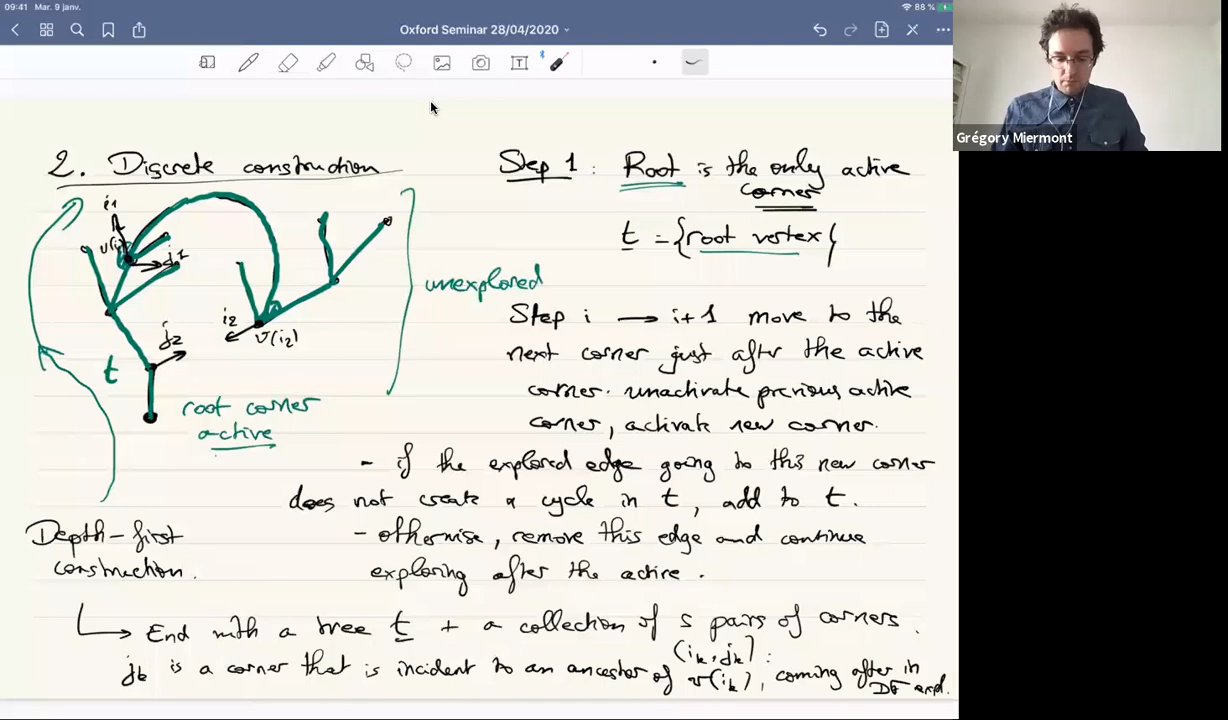 09:41 Mar. 9 janv.
88 %
Oxford Seminar 28/04/2020
Grégory Miermont
2. Discrete construction
Step 1 : Root is the only active
corner
t = {root vertex}
i1
j1
i2
v(i2)
j2
t
unexplored
root corner
active
Step i → i+1 move to the
next corner just after the active
corner. unactivate previous active
corner, activate new corner.
- if the explored edge going to this new corner
does not create a cycle in t, add to t.
Depth-first
construction.
- otherwise, remove this edge and continue
exploring after the active.
End with a tree t + a collection of s pairs of corners.
(ik, jk) :
jk is a corner that is incident to an ancestor of v(ik), coming after in
DF expl.